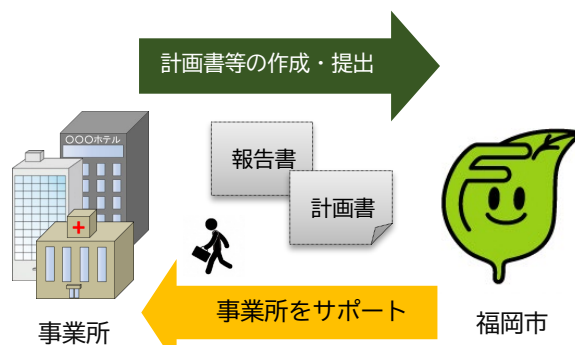 計画書等の作成・提出
〇〇〇ホテル
報告書
計画書
事業所をサポート
事業所
福岡市